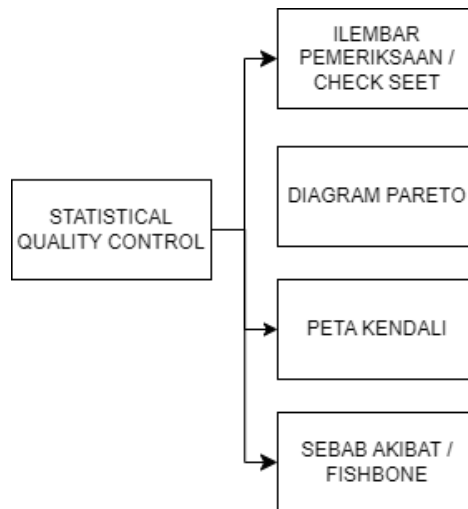 ILEMBAR
PEMERIKSAAN /
CHECK SEET
DIAGRAM PARETO
STATISTICAL
QUALITY CONTROL
PETA KENDALI
SEBAB AKIBAT /
FISHBONE